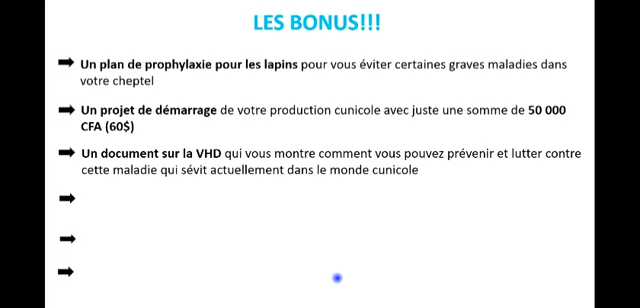 LES BONUS!!!
Un plan de prophylaxie pour les lapins pour vous éviter certaines graves maladies dans
votre cheptel
Un projet de démarrage de votre production cunicole avec juste une somme de 50 000
CFA (60$)
Un document sur la VHD qui vous montre comment vous pouvez prévenir et lutter contre
cette maladie qui sévit actuellement dans le monde cunicole